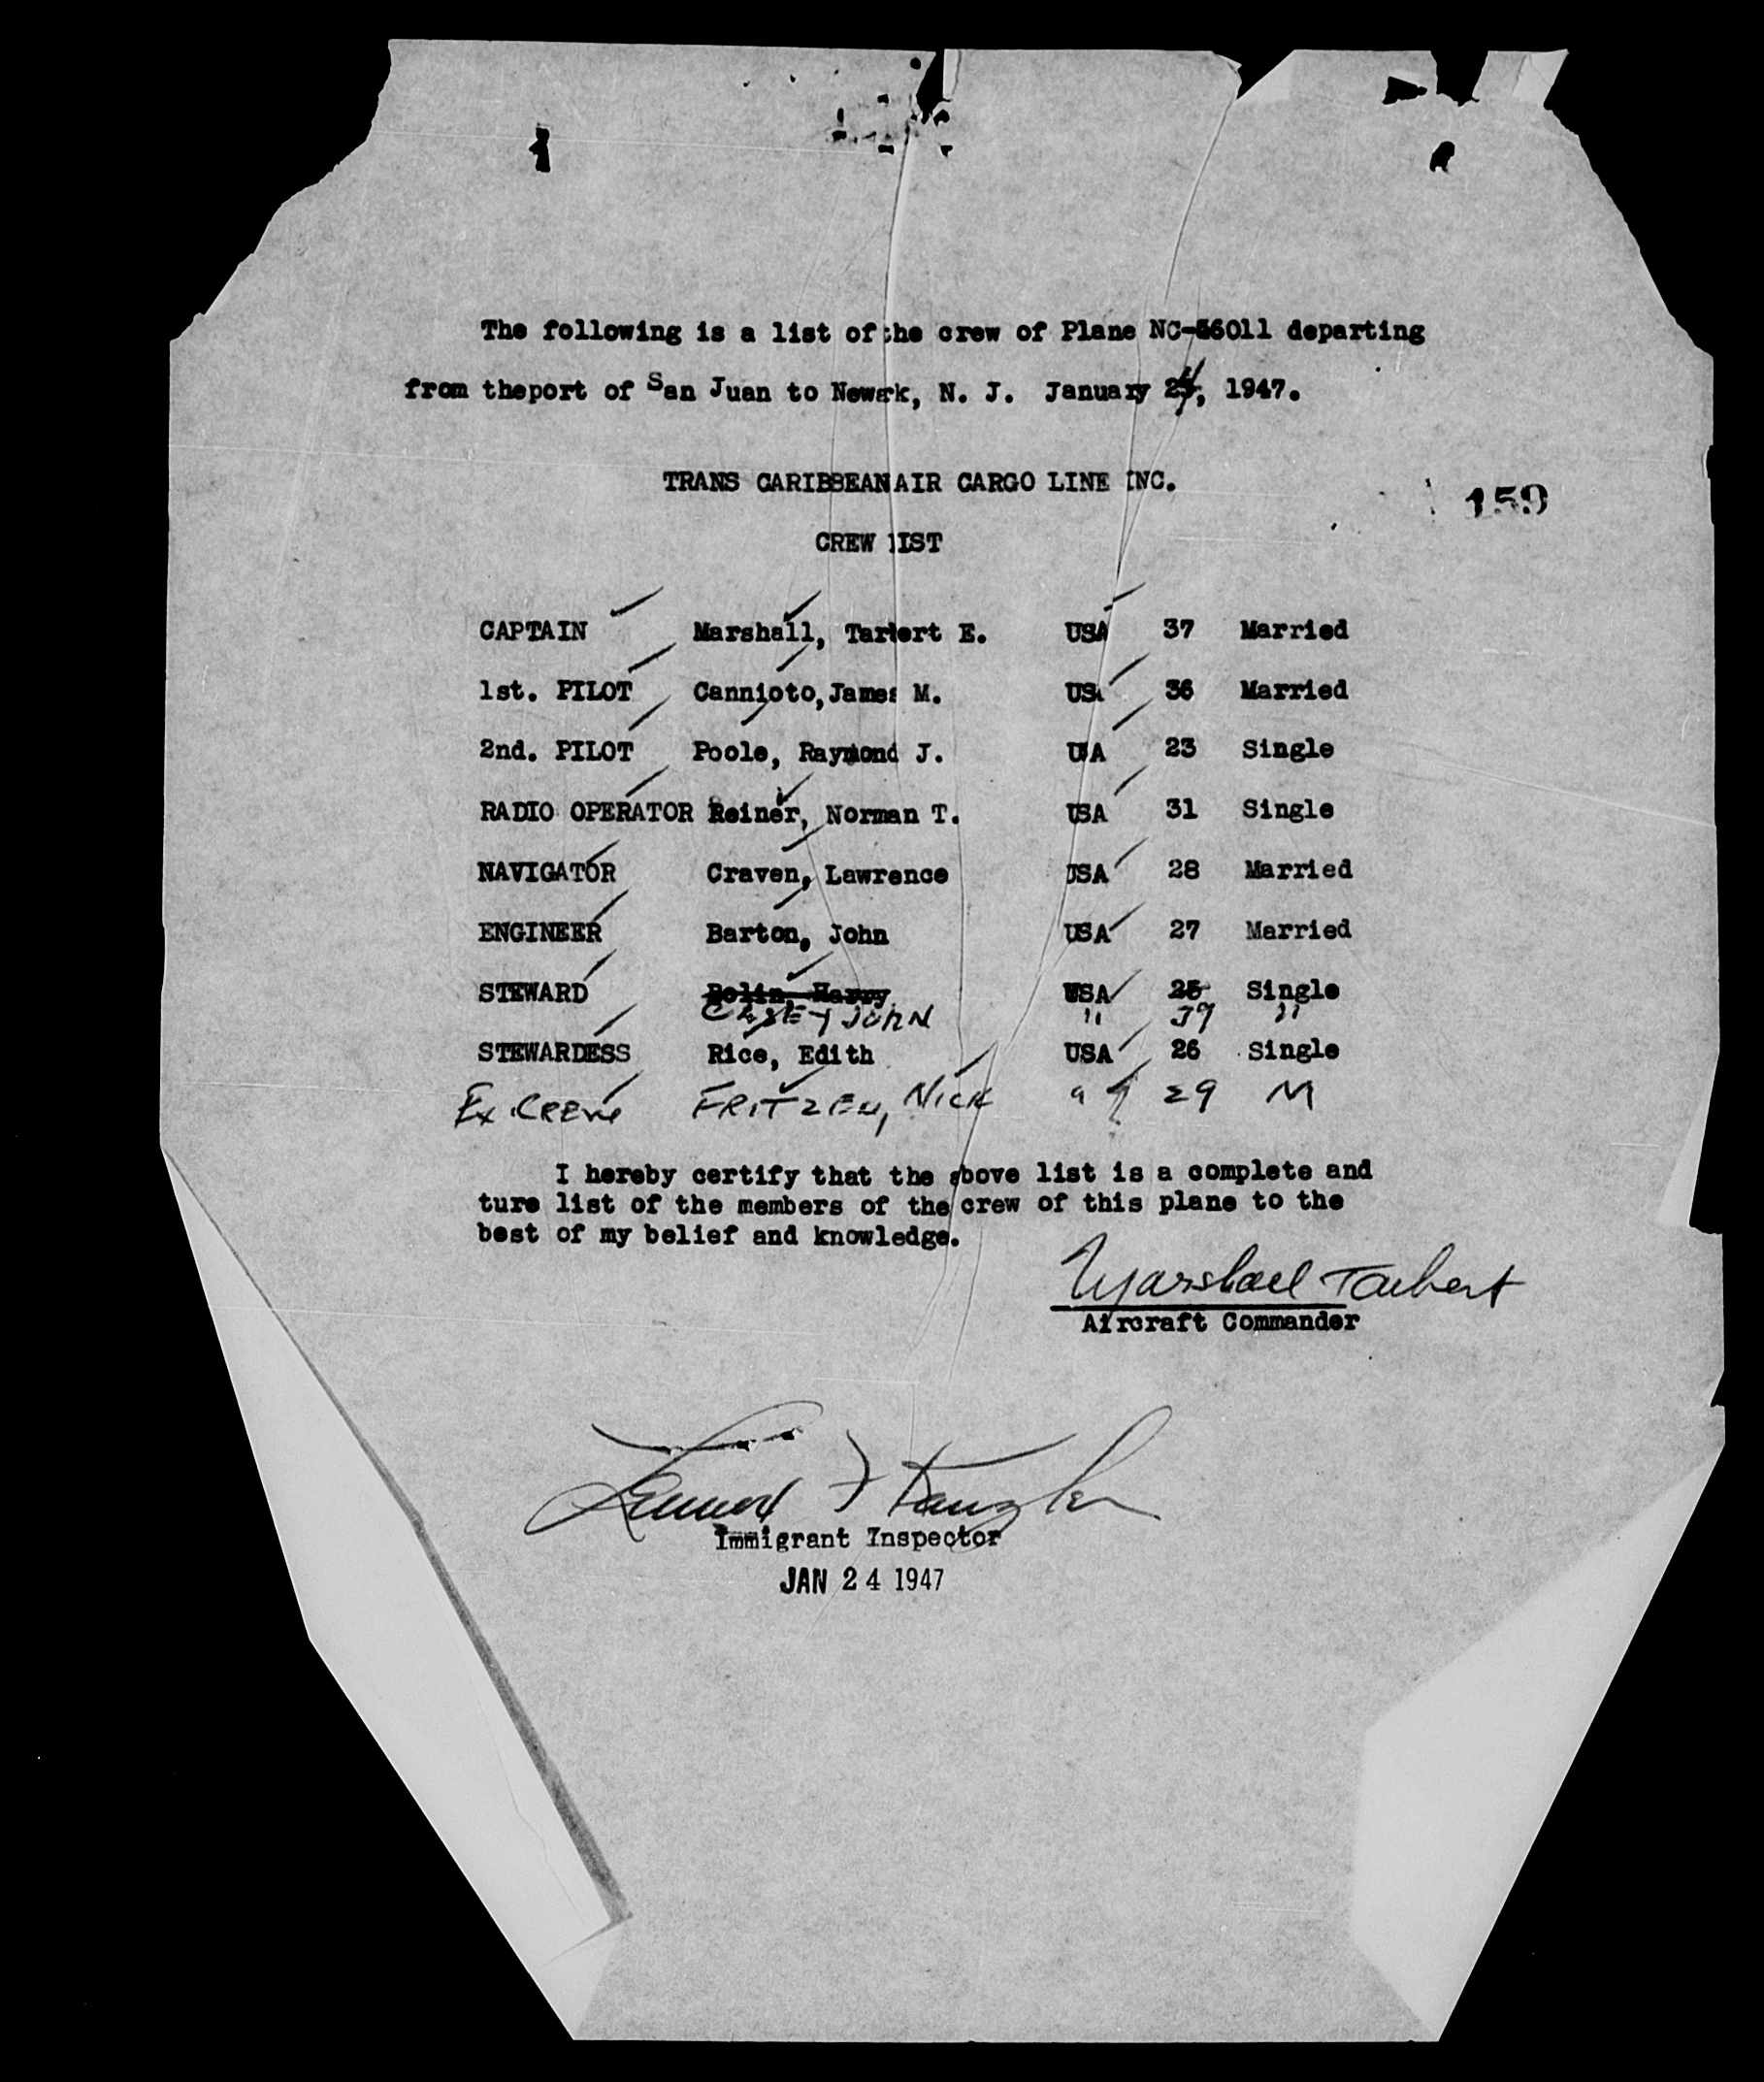 The following is a list of the crew of Plane NC-56011 departing
from theport of San Juan to Newark, N. J. January 24, 1947.
TRANS CARIBBEAN AIR CARGO LINE INC.
159
CREW LIST
CAPTAIN Marshall, Tarbert E. USA 37 Married
1st. PILOT Cannioto, James M. USA 36 Married
2nd. PILOT Poole, Raymond J. USA 23 Single
RADIO OPERATOR Reiner, Norman T. USA 31 Single
NAVIGATOR Craven, Lawrence USA 28 Married
ENGINEER Barton, John USA 27 Married
STEWARD Bolin, Harry USA 25 Single
CASEY JOHN " 39 "
STEWARDESS Rice, Edith USA 26 Single
Ex. CREW NICK " 29 M
I hereby certify that the above list is a complete and
ture list of the members of the crew of this plane to the
best of my belief and knowledge.
Marshall Tarbert
Aircraft Commander
Immigrant Inspector
JAN 24 1947